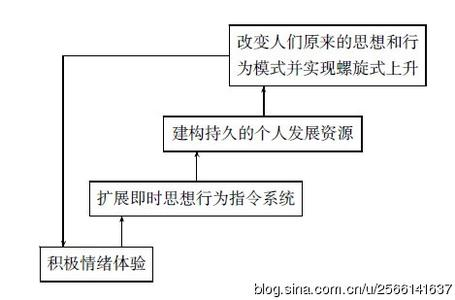 改变人们原来的思想和行
为模式并实现螺旋式上升
建构持久的个人发展资源
扩展即时思想行为指令系统
积极情绪体验
blog.sina.com.cn/u/2566141637